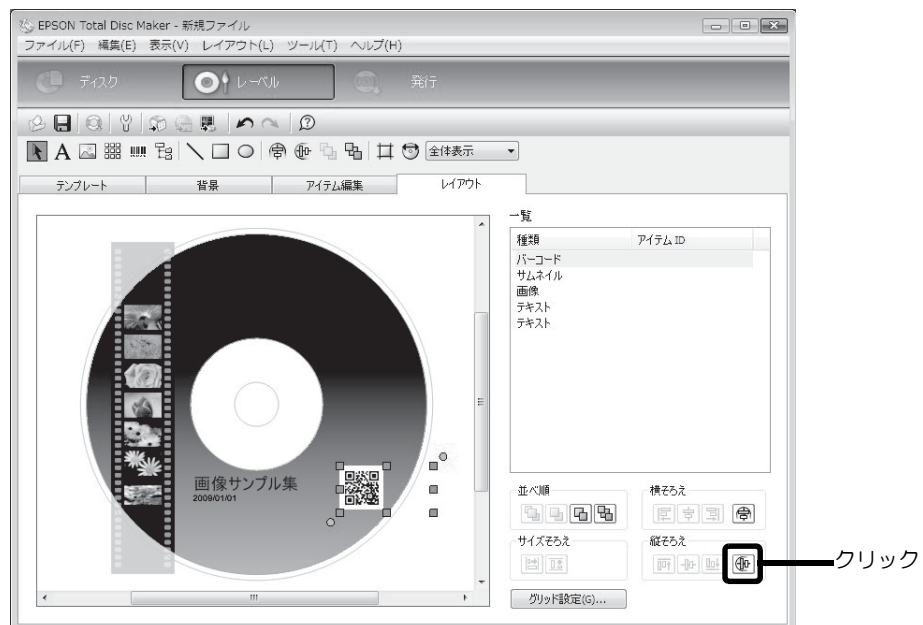 EPSON Total Disc Maker - 新規ファイル
ファイル(F) 編集(E) 表示(V) レイアウト(L) ツール(T) ヘルプ(H)
ディスク レーベル 発行
全体表示
テンプレート 背景 アイテム編集 レイアウト
一覧
種類 アイテム ID
バーコード
サムネイル
画像
テキスト
テキスト
画像サンプル集
2009/01/01
並べ順 横そろえ
サイズそろえ 縦そろえ
クリック
グリッド設定(G)...